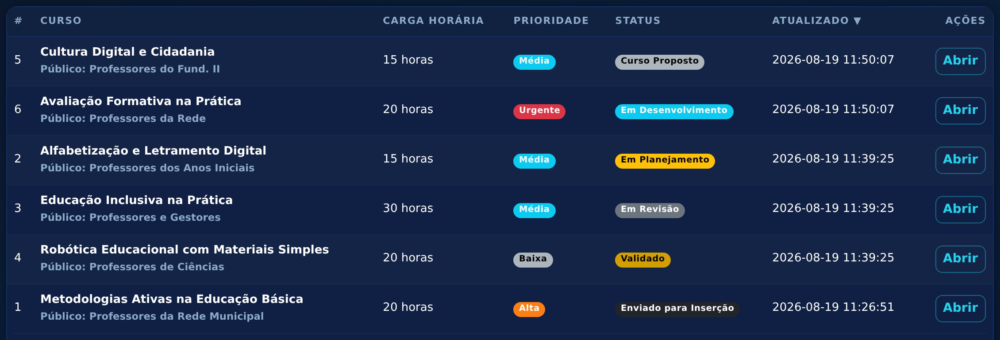 # CURSO CARGA HORÁRIA PRIORIDADE STATUS ATUALIZADO ▼ AÇÕES
5 Cultura Digital e Cidadania 15 horas Média Curso Proposto 2026-08-19 11:50:07 Abrir
Público: Professores do Fund. II
6 Avaliação Formativa na Prática 20 horas Urgente Em Desenvolvimento 2026-08-19 11:50:07 Abrir
Público: Professores da Rede
2 Alfabetização e Letramento Digital 15 horas Média Em Planejamento 2026-08-19 11:39:25 Abrir
Público: Professores dos Anos Iniciais
3 Educação Inclusiva na Prática 30 horas Média Em Revisão 2026-08-19 11:39:25 Abrir
Público: Professores e Gestores
4 Robótica Educacional com Materiais Simples 20 horas Baixa Validado 2026-08-19 11:39:25 Abrir
Público: Professores de Ciências
1 Metodologias Ativas na Educação Básica 20 horas Alta Enviado para Inserção 2026-08-19 11:26:51 Abrir
Público: Professores da Rede Municipal